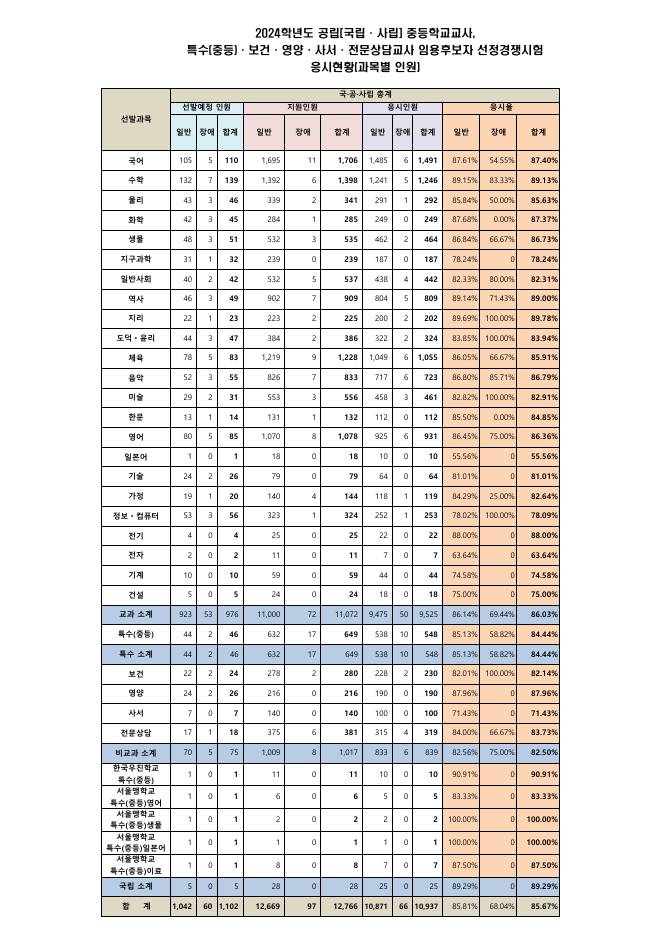 2024학년도 공립[국립 · 사립] 중등학교교사,
특수(중등) · 보건 · 영양 · 사서 · 전문상담교사 임용후보자 선정경쟁시험
응시현황(과목별 인원)
선발과목 국·공·사립 총계
선발예정 인원 지원인원 응시인원 응시율
일반 장애 합계 일반 장애 합계 일반 장애 합계 일반 장애 합계
국어 105 5 110 1,695 11 1,706 1,485 6 1,491 87.61% 54.55% 87.40%
수학 132 7 139 1,392 6 1,398 1,241 5 1,246 89.15% 83.33% 89.13%
물리 43 3 46 339 2 341 291 1 292 85.84% 50.00% 85.63%
화학 42 3 45 284 1 285 249 0 249 87.68% 0.00% 87.37%
생물 48 3 51 532 3 535 462 2 464 86.84% 66.67% 86.73%
지구과학 31 1 32 239 0 239 187 0 187 78.24% 0 78.24%
일반사회 40 2 42 532 5 537 438 4 442 82.33% 80.00% 82.31%
역사 46 3 49 902 7 909 804 5 809 89.14% 71.43% 89.00%
지리 22 1 23 223 2 225 200 2 202 89.69% 100.00% 89.78%
도덕·윤리 44 3 47 384 2 386 322 2 324 83.85% 100.00% 83.94%
체육 78 5 83 1,219 9 1,228 1,049 6 1,055 86.05% 66.67% 85.91%
음악 52 3 55 826 7 833 717 6 723 86.80% 85.71% 86.79%
미술 29 2 31 553 3 556 458 3 461 82.82% 100.00% 82.91%
한문 13 1 14 131 1 132 112 0 112 85.50% 0.00% 84.85%
영어 80 5 85 1,070 8 1,078 925 6 931 86.45% 75.00% 86.36%
일본어 1 0 1 18 0 18 10 0 10 55.56% 0 55.56%
기술 24 2 26 79 0 79 64 0 64 81.01% 0 81.01%
가정 19 1 20 140 4 144 118 1 119 84.29% 25.00% 82.64%
정보·컴퓨터 53 3 56 323 1 324 252 1 253 78.02% 100.00% 78.09%
전기 4 0 4 25 0 25 22 0 22 88.00% 0 88.00%
전자 2 0 2 11 0 11 7 0 7 63.64% 0 63.64%
기계 10 0 10 59 0 59 44 0 44 74.58% 0 74.58%
건설 5 0 5 24 0 24 18 0 18 75.00% 0 75.00%
교과 소계 923 53 976 11,000 72 11,072 9,475 50 9,525 86.14% 69.44% 86.03%
특수(중등) 44 2 46 632 17 649 538 10 548 85.13% 58.82% 84.44%
특수 소계 44 2 46 632 17 649 538 10 548 85.13% 58.82% 84.44%
보건 22 2 24 278 2 280 228 2 230 82.01% 100.00% 82.14%
영양 24 2 26 216 0 216 190 0 190 87.96% 0 87.96%
사서 7 0 7 140 0 140 100 0 100 71.43% 0 71.43%
전문상담 17 1 18 375 6 381 315 4 319 84.00% 66.67% 83.73%
비교과 소계 70 5 75 1,009 8 1,017 833 6 839 82.56% 75.00% 82.50%
한국우진학교
특수(중등) 1 0 1 11 0 11 10 0 10 90.91% 0 90.91%
서울맹학교
특수(중등)영어 1 0 1 6 0 6 5 0 5 83.33% 0 83.33%
서울맹학교
특수(중등)생물 1 0 1 2 0 2 2 0 2 100.00% 0 100.00%
서울맹학교
특수(중등)일본어 1 0 1 1 0 1 1 0 1 100.00% 0 100.00%
서울맹학교
특수(중등)이료 1 0 1 8 0 8 7 0 7 87.50% 0 87.50%
국립 소계 5 0 5 28 0 28 25 0 25 89.29% 0 89.29%
합 계 1,042 60 1,102 12,669 97 12,766 10,871 66 10,937 85.81% 68.04% 85.67%